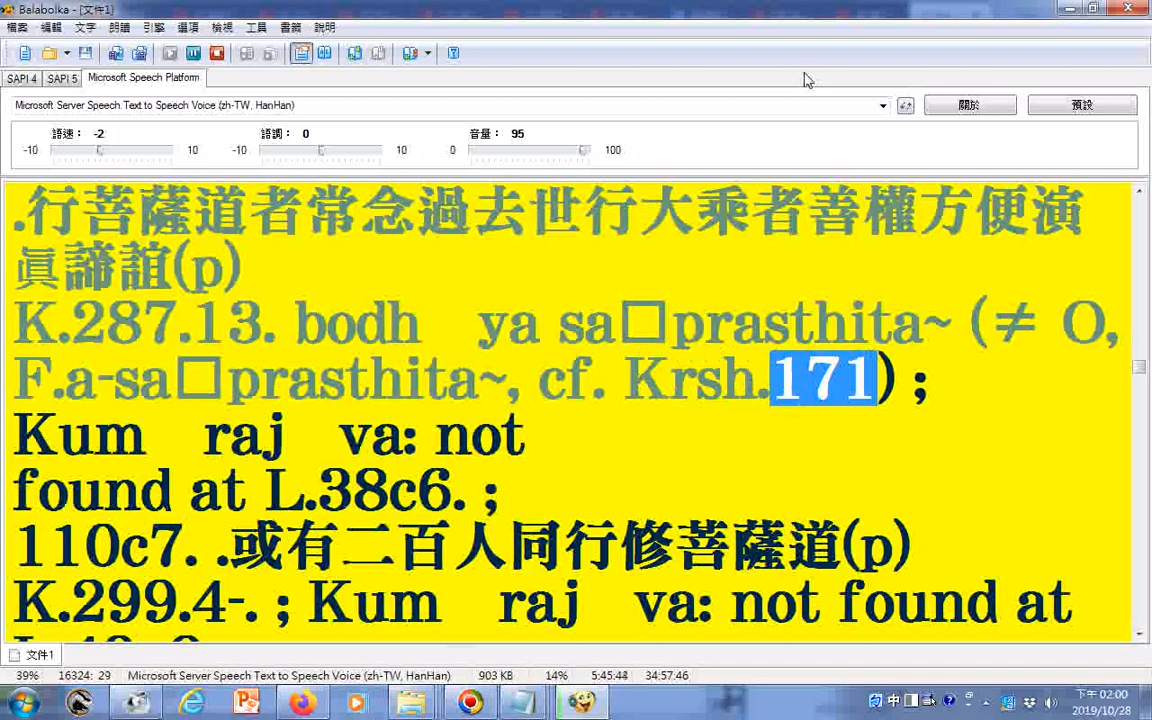 Balabolka - [文件1]
檔案 編輯 文字 朗讀 引擎 選項 檢視 工具 書籤 說明
SAPI 4 SAPI 5 Microsoft Speech Platform
Microsoft Server Speech Text to Speech Voice (zh-TW, HanHan) 關於 預設
語速： -2 語調： 0 音量： 95
-10 10 -10 10 0 100
.行菩薩道者常念過去世行大乘者善權方便演
眞諦誼(p)
K.287.13. bodh ya sa□prasthita~ (≠ O,
F.a-sa□prasthita~, cf. Krsh.171) ;
Kum raj va: not
found at L.38c6. ;
110c7. .或有二百人同行修菩薩道(p)
K.299.4-. ; Kum raj va: not found at
文件1
39% 16324: 29 Microsoft Server Speech Text to Speech Voice (zh-TW, HanHan) 903 KB 14% 5:45:44 34:57:46
中 下午 02:00
2019/10/28